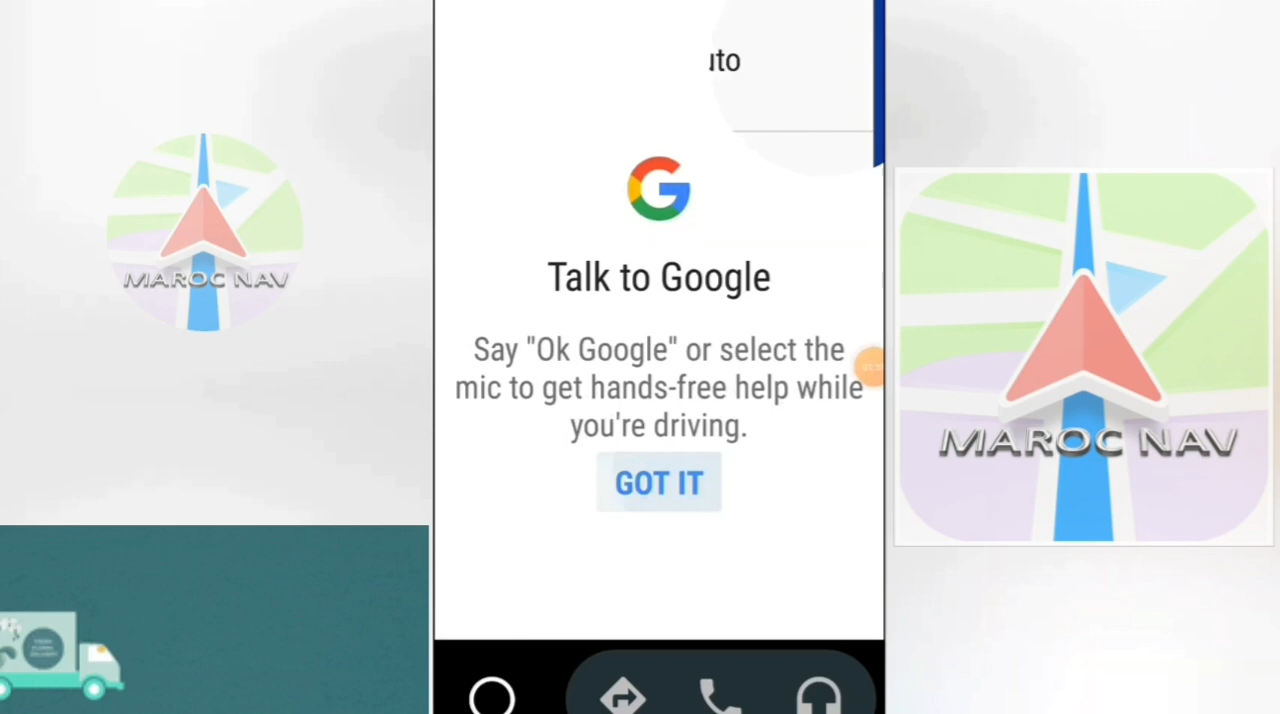 uto
Talk to Google
Say "Ok Google" or select the
mic to get hands-free help while
you're driving.
GOT IT
MAROC NAV
MAROC NAV